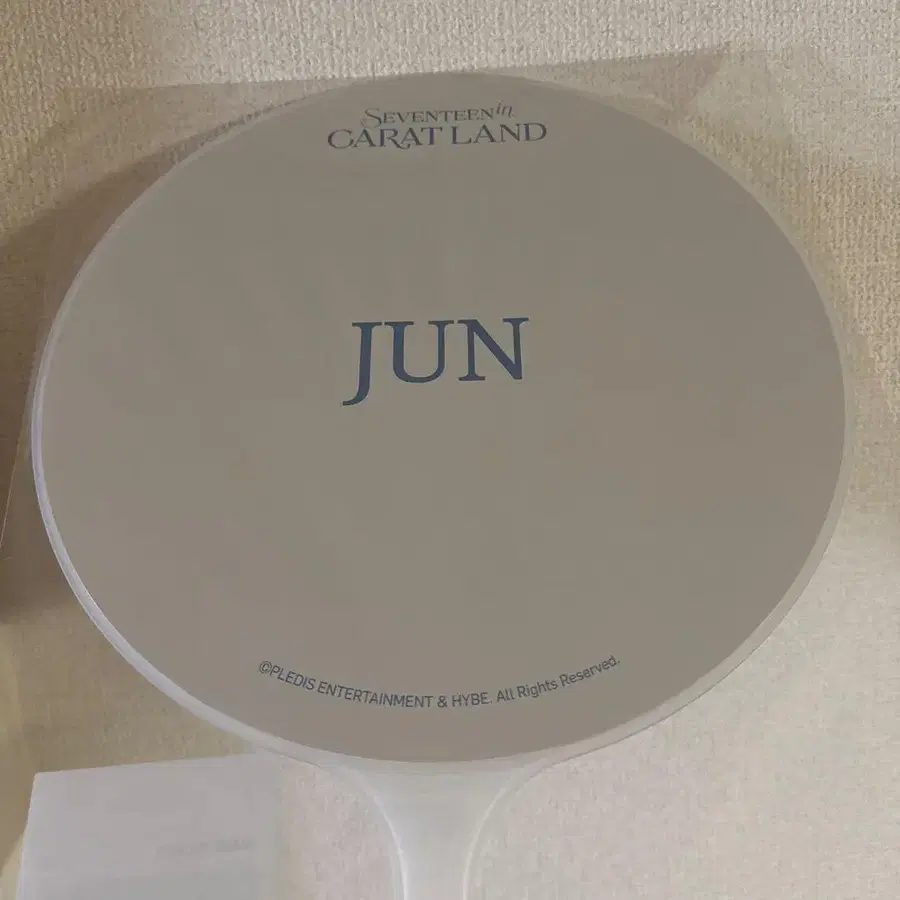 SEVENTEEN in
CARAT LAND
JUN
©PLEDIS ENTERTAINMENT & HYBE. All Rights Reserved.